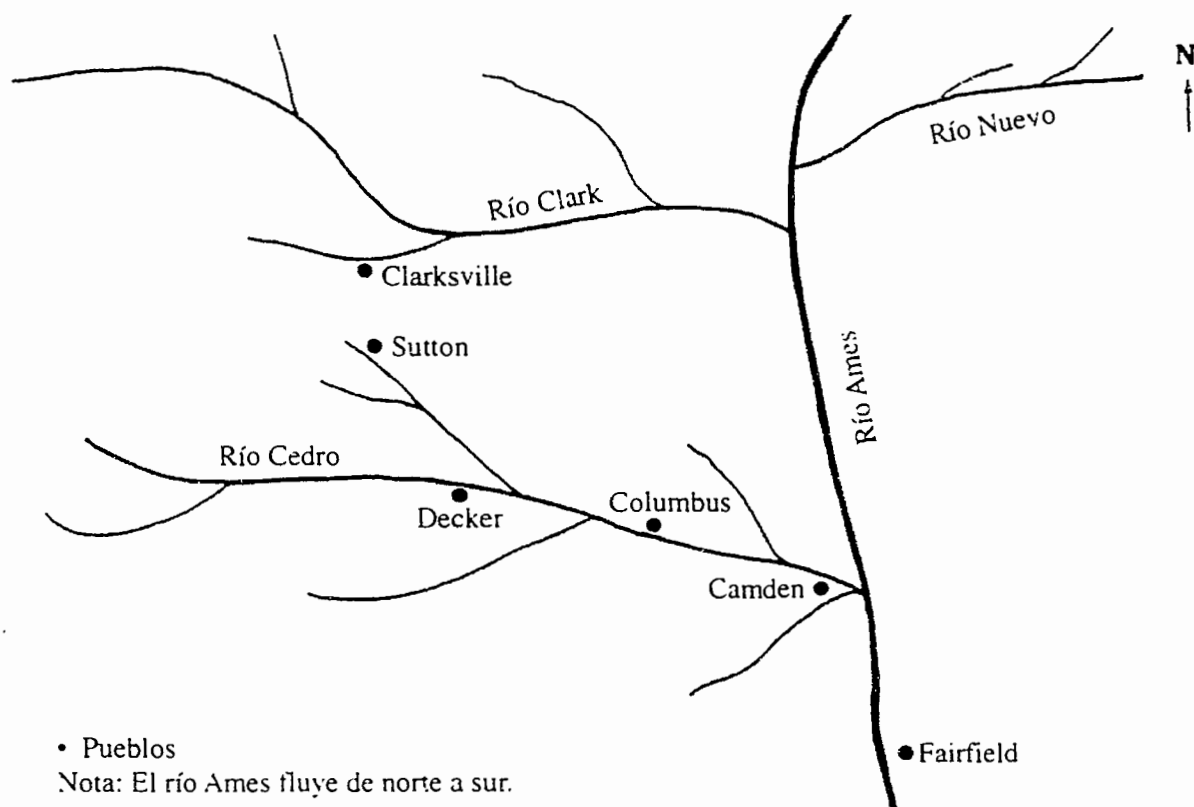 N
Río Nuevo
Río Clark
Clarksville
Sutton
Río Ames
Río Cedro
Decker
Columbus
Camden
Fairfield
• Pueblos
Nota: El río Ames fluye de norte a sur.